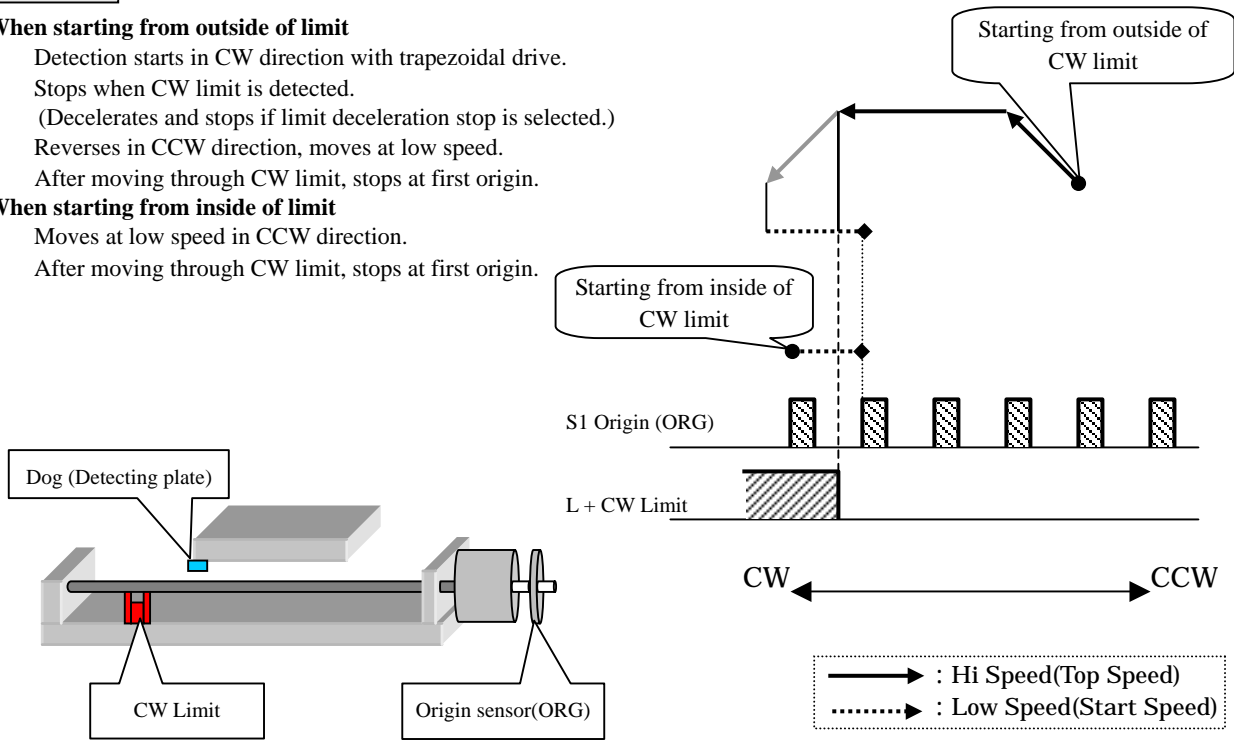 When starting from outside of limit
Detection starts in CW direction with trapezoidal drive.
Stops when CW limit is detected.
(Decelerates and stops if limit deceleration stop is selected.)
Reverses in CCW direction, moves at low speed.
After moving through CW limit, stops at first origin.
When starting from inside of limit
Moves at low speed in CCW direction.
After moving through CW limit, stops at first origin.
Starting from outside of
CW limit
Starting from inside of
CW limit
S1 Origin (ORG)
L + CW Limit
CW
CCW
: Hi Speed(Top Speed)
: Low Speed(Start Speed)
Dog (Detecting plate)
CW Limit
Origin sensor(ORG)